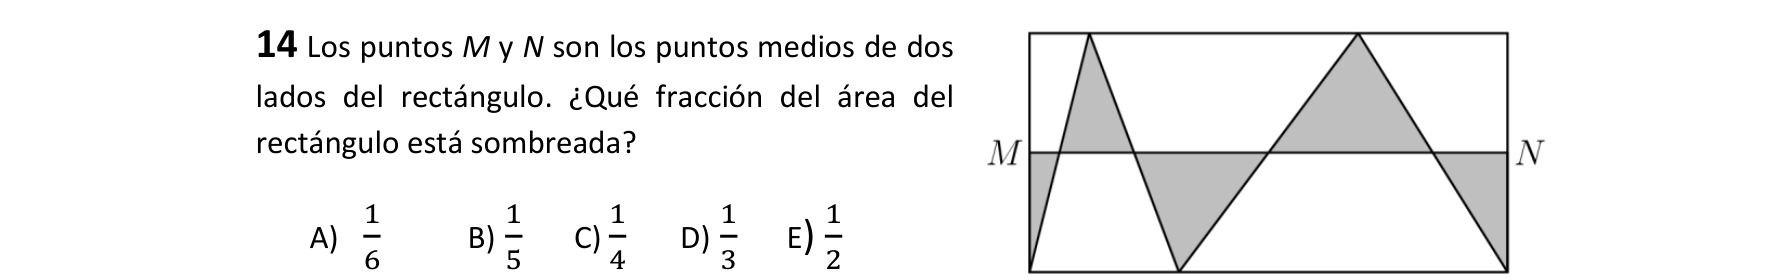 14 Los puntos M y N son los puntos medios de dos
lados del rectángulo. ¿Qué fracción del área del
rectángulo está sombreada?
A) 1/6 B) 1/5 C) 1/4 D) 1/3 E) 1/2
M N